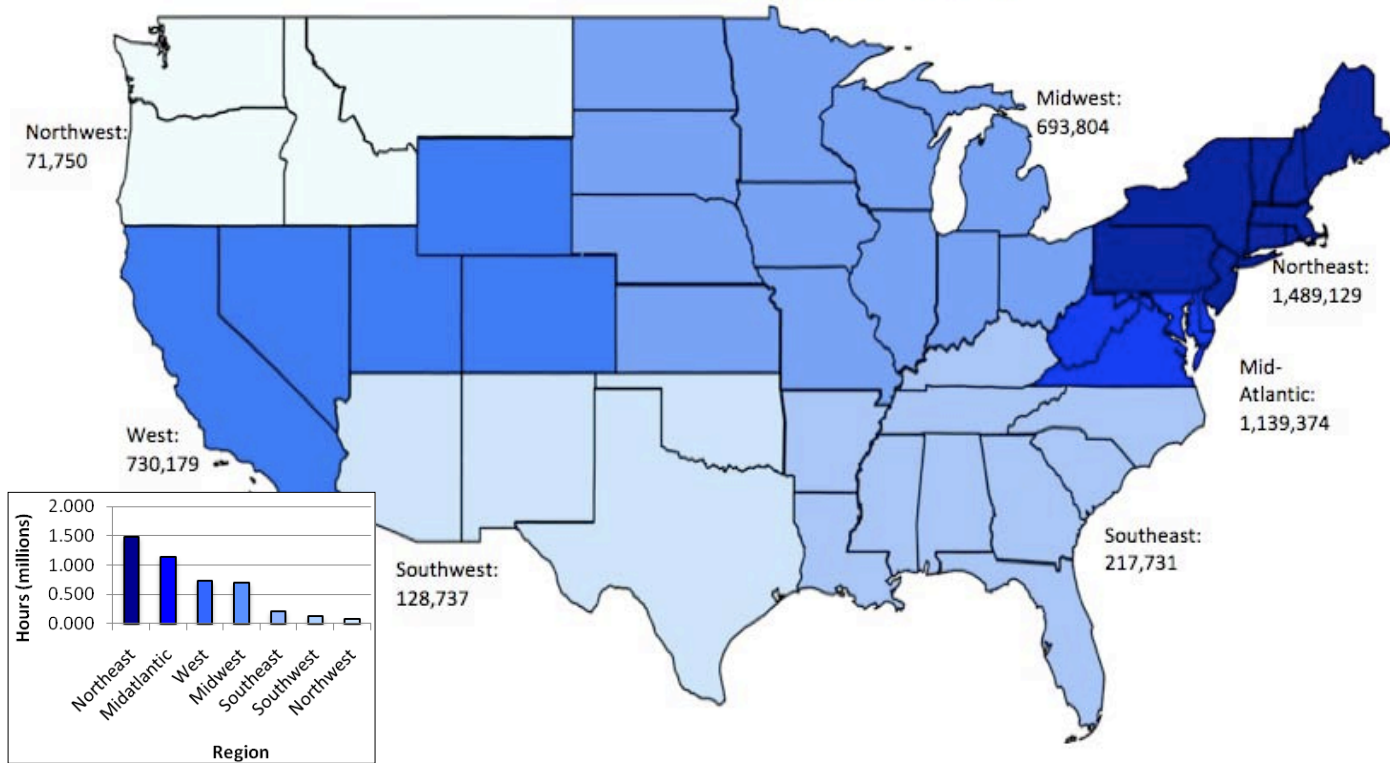 Northwest:
71,750
Midwest:
693,804
Northeast:
1,489,129
Mid-
Atlantic:
1,139,374
West:
730,179
Southeast:
217,731
Southwest:
128,737
Hours (millions)
2.000
1.500
1.000
0.500
0.000
Northeast
Midatlantic
West
Midwest
Southeast
Southwest
Northwest
Region